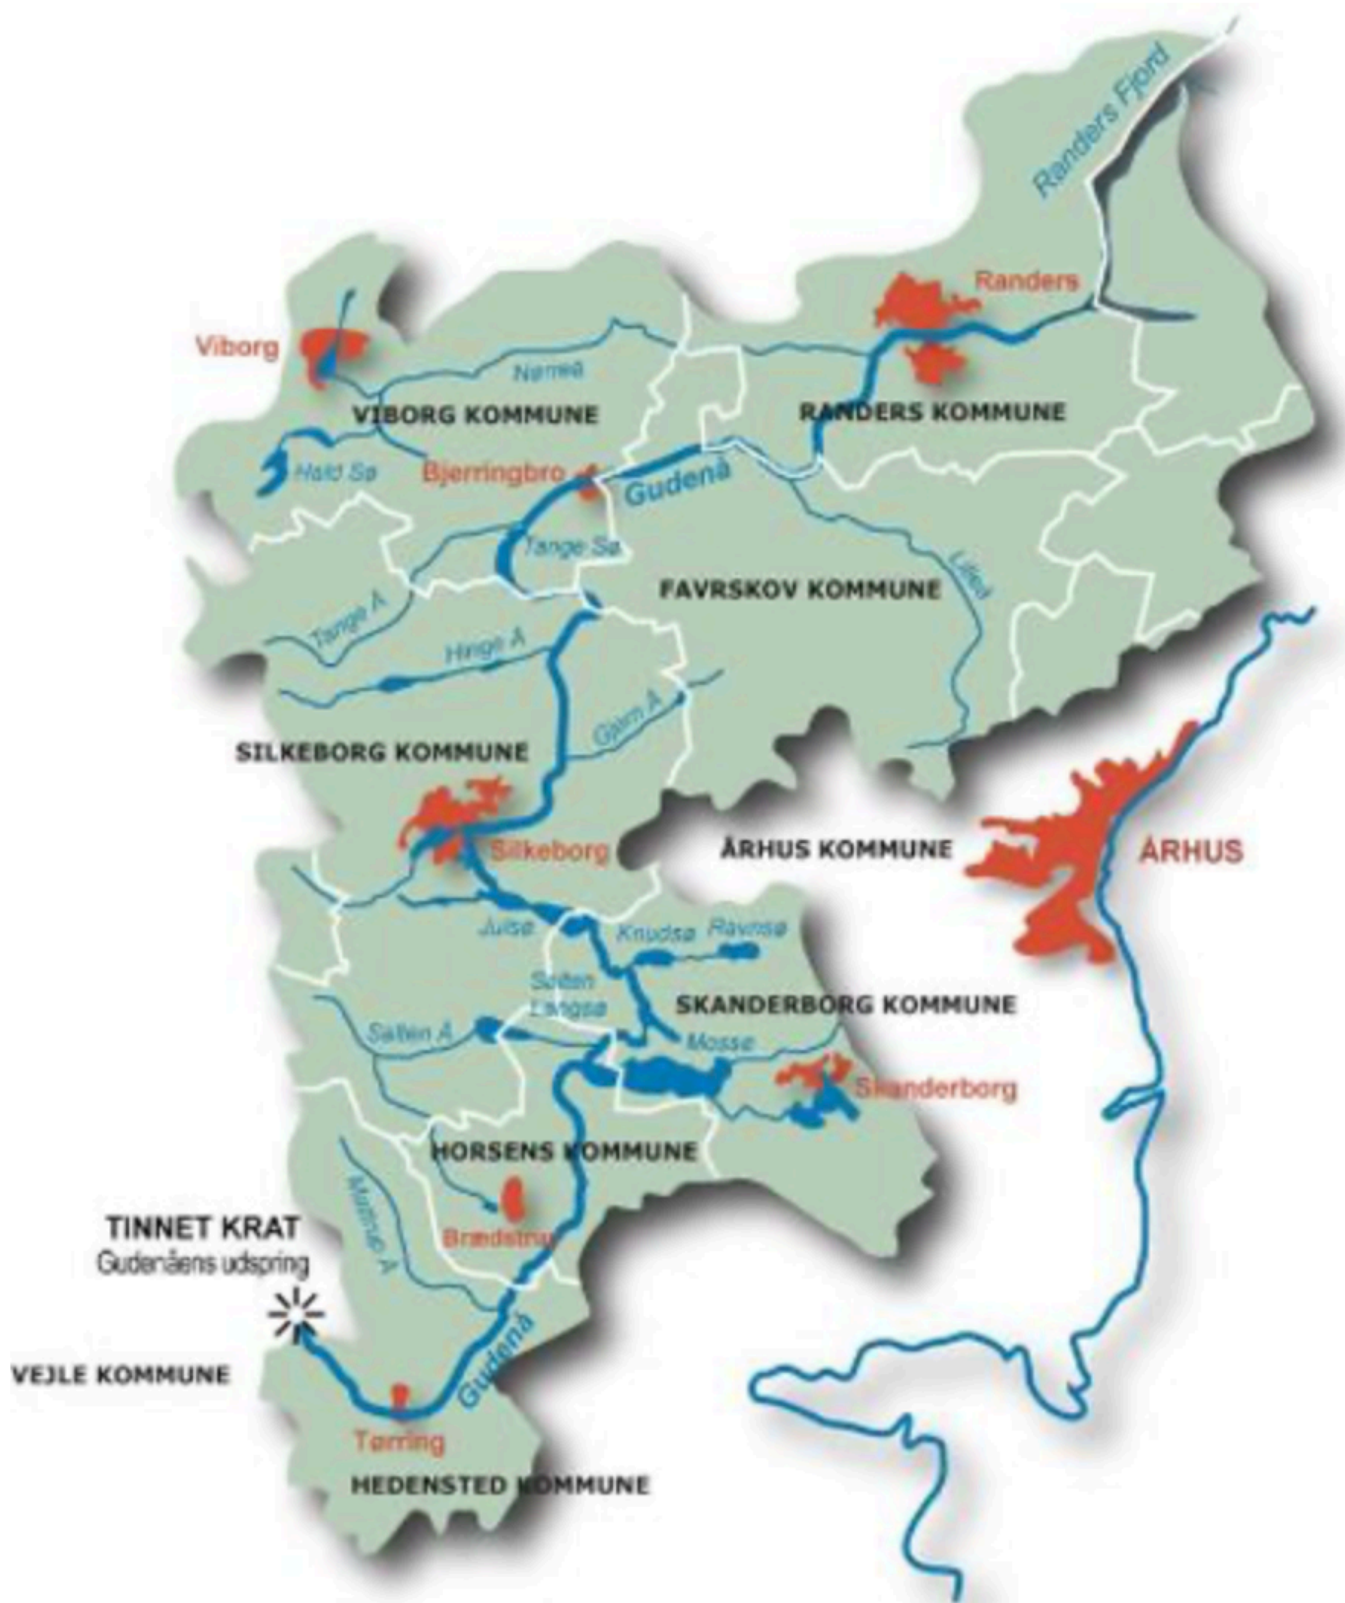 Randers Fjord
Randers
Viborg
Nørreå
VIBORG KOMMUNE
RANDERS KOMMUNE
Hald Sø
Bjerringbro
Gudenå
Tange Sø
FAVRSKOV KOMMUNE
Lilleå
Tange Å
Hinge Å
Gjern Å
SILKEBORG KOMMUNE
Silkeborg
ÅRHUS KOMMUNE
ÅRHUS
Julsø
Knudsø
Ravnsø
Salten
Langsø
SKANDERBORG KOMMUNE
Salten Å
Mossø
Skanderborg
HORSENS KOMMUNE
Mattrup Å
TINNET KRAT
Gudenåens udspring
Brædstrup
VEJLE KOMMUNE
Gudenå
Tørring
HEDENSTED KOMMUNE